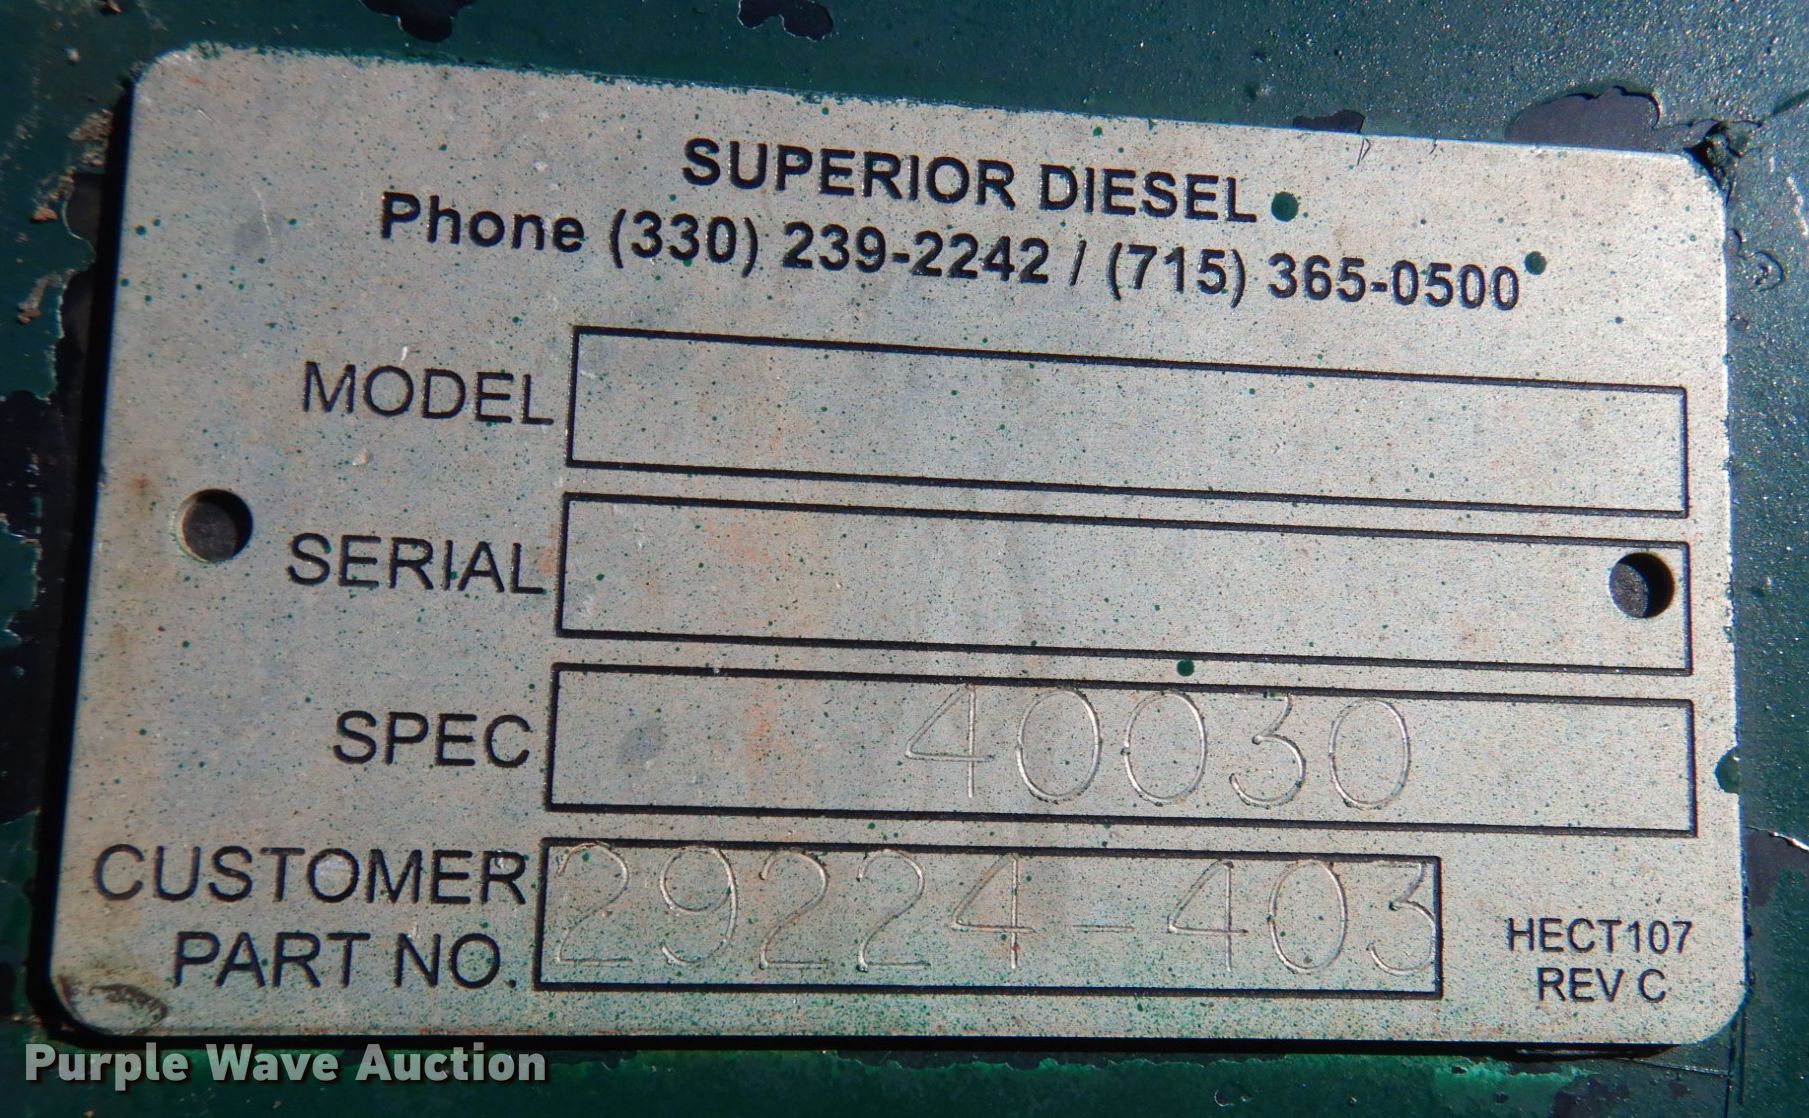 SUPERIOR DIESEL
Phone (330) 239-2242 / (715) 365-0500
MODEL
SERIAL
SPEC 40030
CUSTOMER
PART NO. 29224-403
HECT107
REV C
Purple Wave Auction